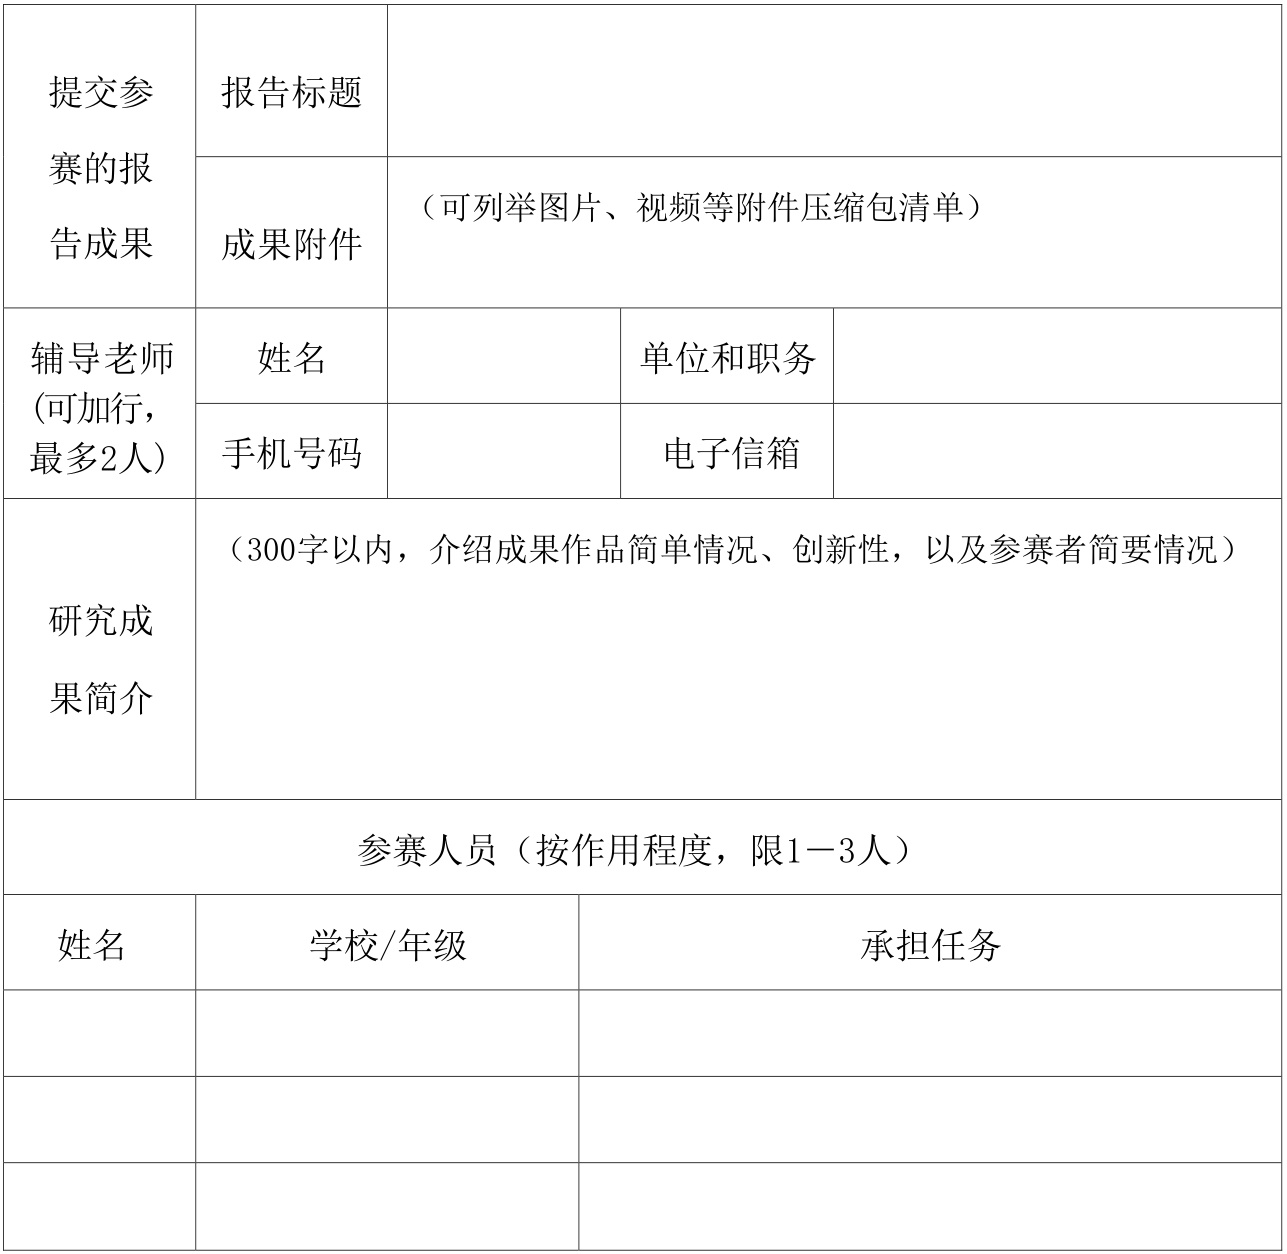 提交参
赛的报
告成果
报告标题
成果附件
（可列举图片、视频等附件压缩包清单）
辅导老师
(可加行，
最多2人)
姓名
单位和职务
手机号码
电子信箱
研究成
果简介
（300字以内，介绍成果作品简单情况、创新性，以及参赛者简要情况）
参赛人员（按作用程度，限1－3人）
姓名
学校/年级
承担任务